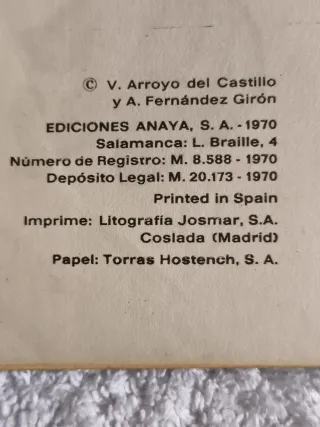 © V. Arroyo del Castillo
y A. Fernández Girón
EDICIONES ANAYA, S. A. - 1970
Salamanca: L. Braille, 4
Número de Registro: M. 8.588 - 1970
Depósito Legal: M. 20.173 - 1970
Printed in Spain
Imprime: Litografía Josmar, S.A.
Coslada (Madrid)
Papel: Torras Hostench, S. A.